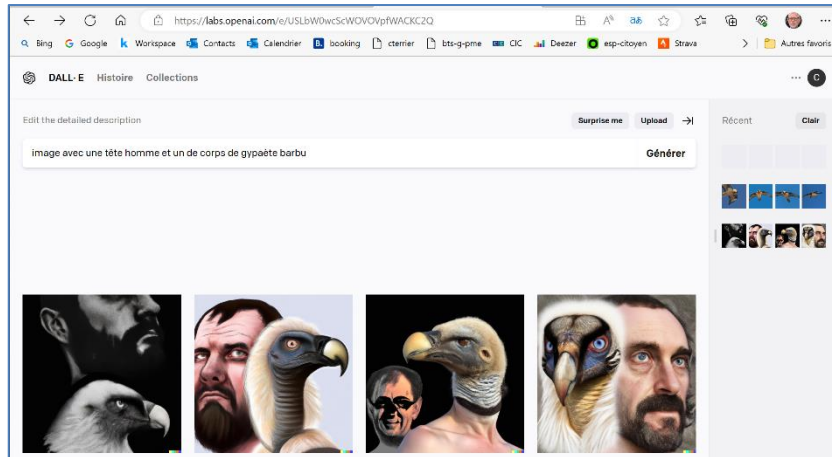 https://labs.openai.com/e/USLbW0wcScWOVOVpfWACKC2Q
Bing Google Workspace Contacts Calendrier booking cterrier bts-g-pme CIC Deezer esp-citoyen Strava Autres favoris
DALL·E Histoire Collections
Edit the detailed description Surprise me Upload Récent Clair
image avec une tête homme et un de corps de gypaète barbu Générer